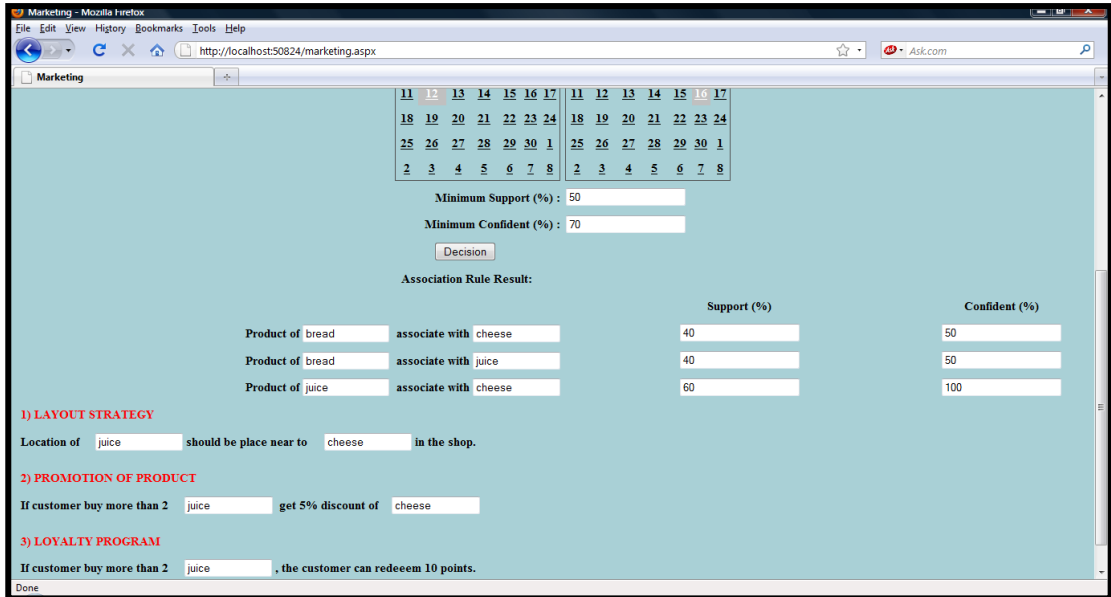 Marketing - Mozilla Firefox
File Edit View History Bookmarks Tools Help
http://localhost:50824/marketing.aspx
Ask.com
Marketing
11 12 13 14 15 16 17 11 12 13 14 15 16 17
18 19 20 21 22 23 24 18 19 20 21 22 23 24
25 26 27 28 29 30 1 25 26 27 28 29 30 1
2 3 4 5 6 7 8 2 3 4 5 6 7 8
Minimum Support (%) : 50
Minimum Confident (%) : 70
Decision
Association Rule Result:
Support (%) Confident (%)
Product of bread associate with cheese 40 50
Product of bread associate with juice 40 50
Product of juice associate with cheese 60 100
1) LAYOUT STRATEGY
Location of juice should be place near to cheese in the shop.
2) PROMOTION OF PRODUCT
If customer buy more than 2 juice get 5% discount of cheese
3) LOYALTY PROGRAM
If customer buy more than 2 juice , the customer can redeeem 10 points.
Done